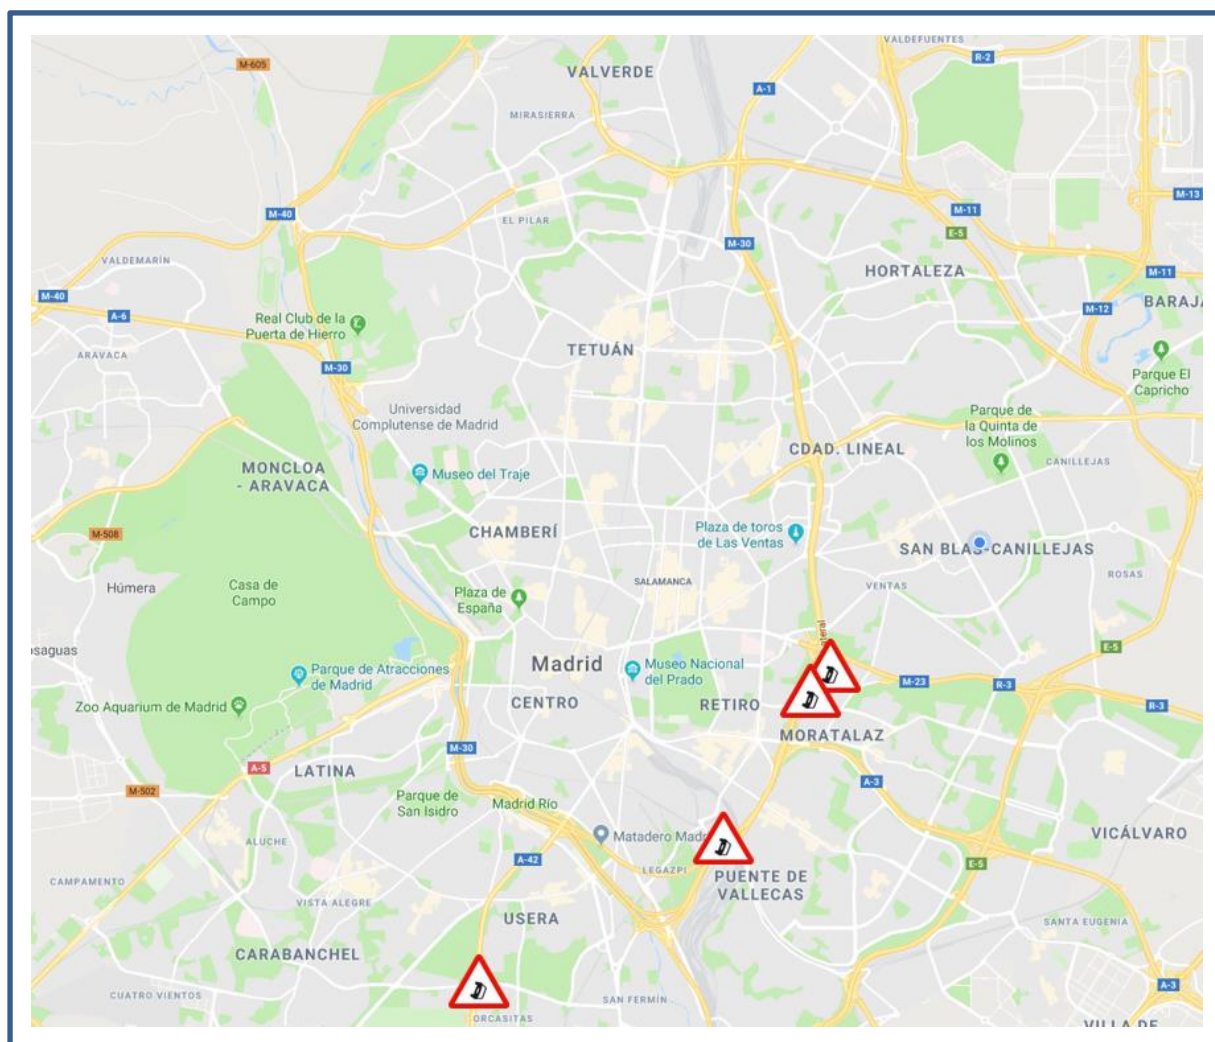 VALDEFUENTES
R-2
M-605
VALVERDE
A-1
MIRASIERRA
M-13
M-40
EL PILAR
M-11
E-5
M-30
VALDEMARÍN
HORTALEZA
M-11
M-40
A-6
BARAJA
M-12
Real Club de la
Puerta de Hierro
ARAVACA
TETUÁN
M-30
Parque El
Capricho
Universidad
Complutense de Madrid
Parque de
la Quinta de
los Molinos
CDAD. LINEAL
CANILLEJAS
MONCLOA
- ARAVACA
Museo del Traje
M-508
CHAMBERÍ
Plaza de toros
de Las Ventas
SAN BLAS-CANILLEJAS
Húmera
Casa de
Campo
Plaza de
España
SALAMANCA
VENTAS
ROSAS
ateral
osaguas
E-5
Parque de Atracciones
de Madrid
Madrid
Museo Nacional
del Prado
M-23
R-3
R-3
Zoo Aquarium de Madrid
CENTRO
RETIRO
MORATALAZ
M-30
A-5
LATINA
A-3
M-502
Parque de
San Isidro
Madrid Río
Matadero Madr
VICÁLVARO
ALUCHE
A-42
LEGAZPI
E-5
CAMPAMENTO
PUENTE DE
VALLECAS
VISTA ALEGRE
USERA
SANTA EUGENIA
CARABANCHEL
A-3
CUATRO VIENTOS
SAN FERMÍN
ORCASITAS
VILLA DE